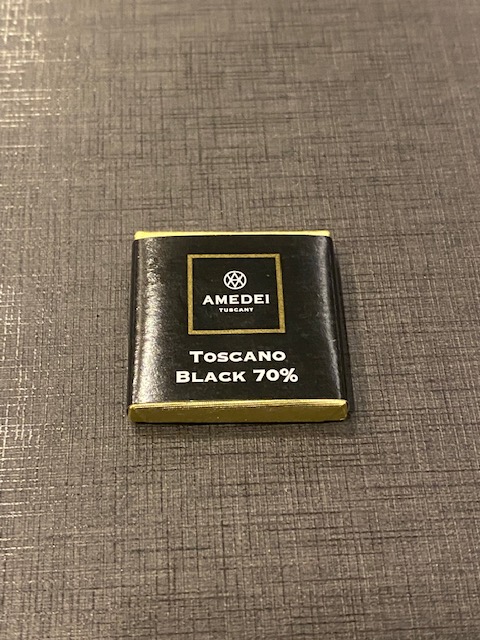 AMEDEI
TUSCANY
TOSCANO
BLACK 70%